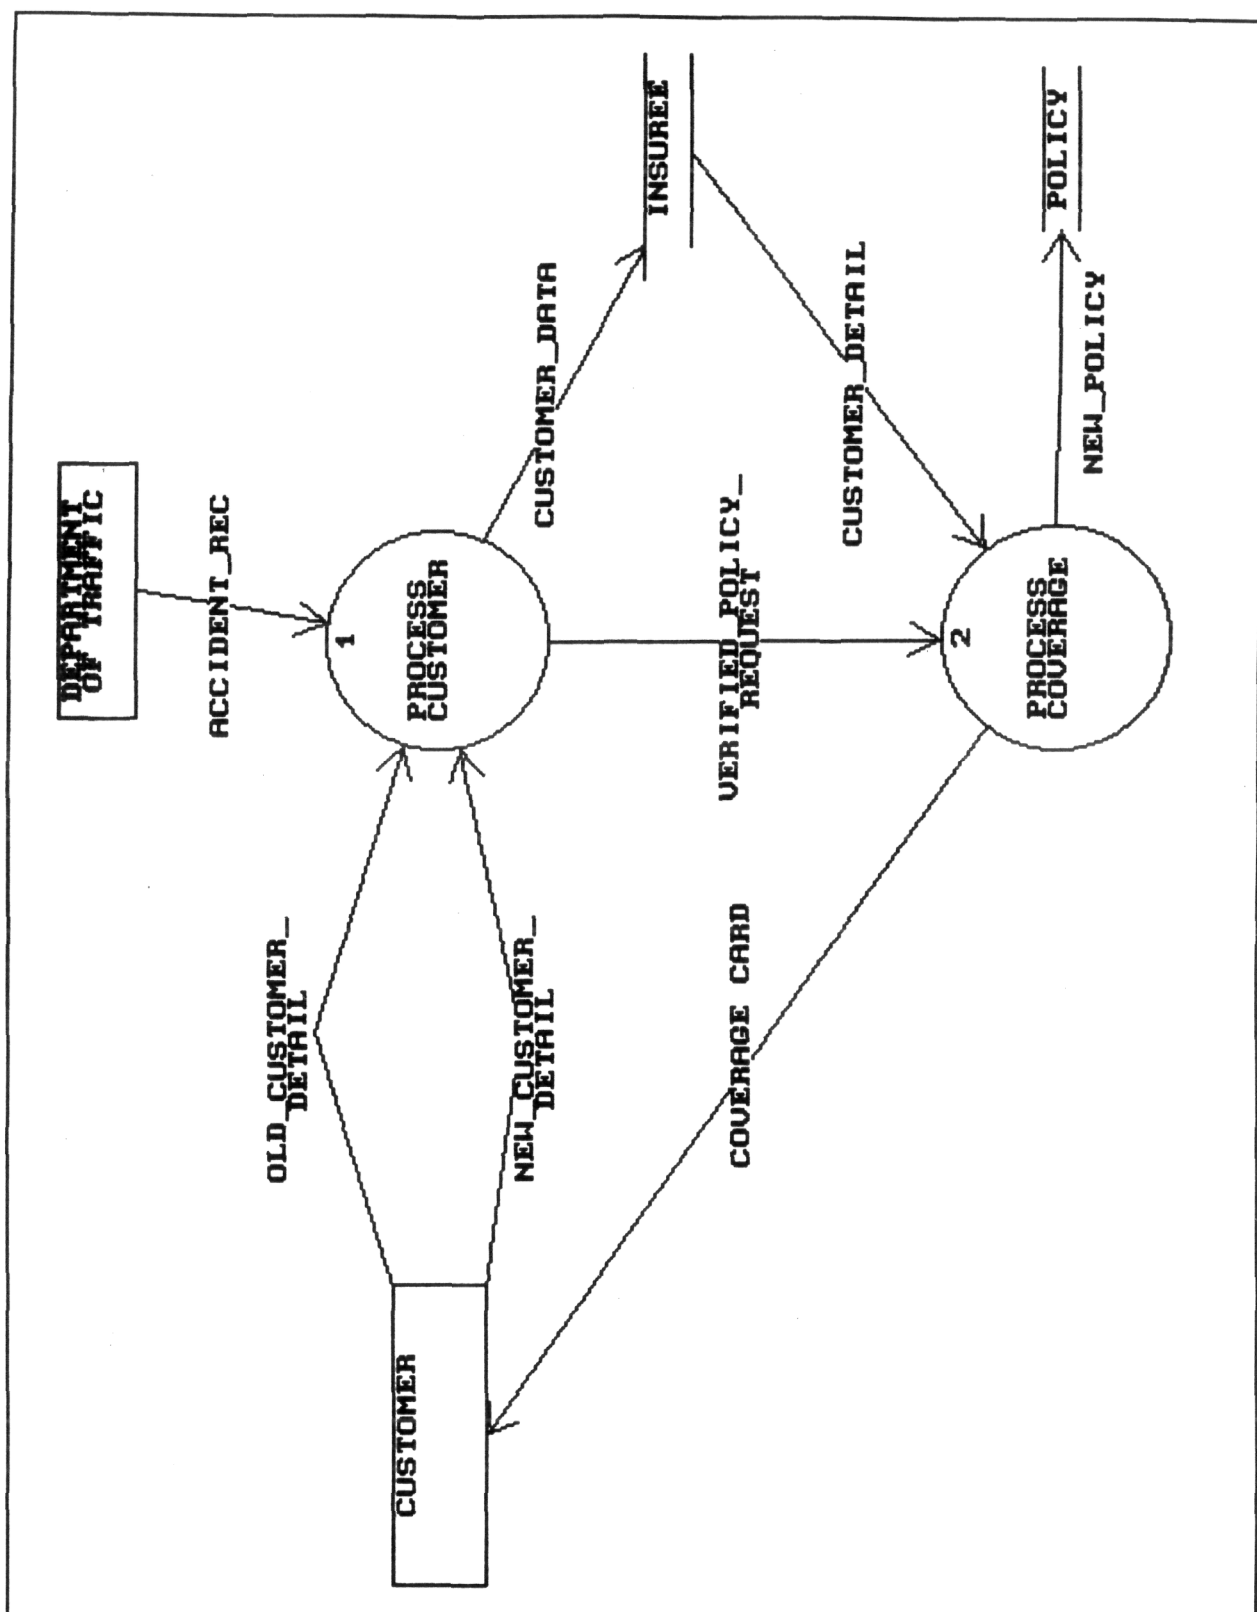 DEPARTMENT
OF TRAFFIC
ACCIDENT_REC
OLD_CUSTOMER_
DETAIL
1
PROCESS
CUSTOMER
CUSTOMER
NEW_CUSTOMER_
DETAIL
CUSTOMER_DATA
INSUREE
VERIFIED_POLICY_
REQUEST
COVERAGE CARD
CUSTOMER_DETAIL
2
PROCESS
COVERAGE
NEW_POLICY
POLICY